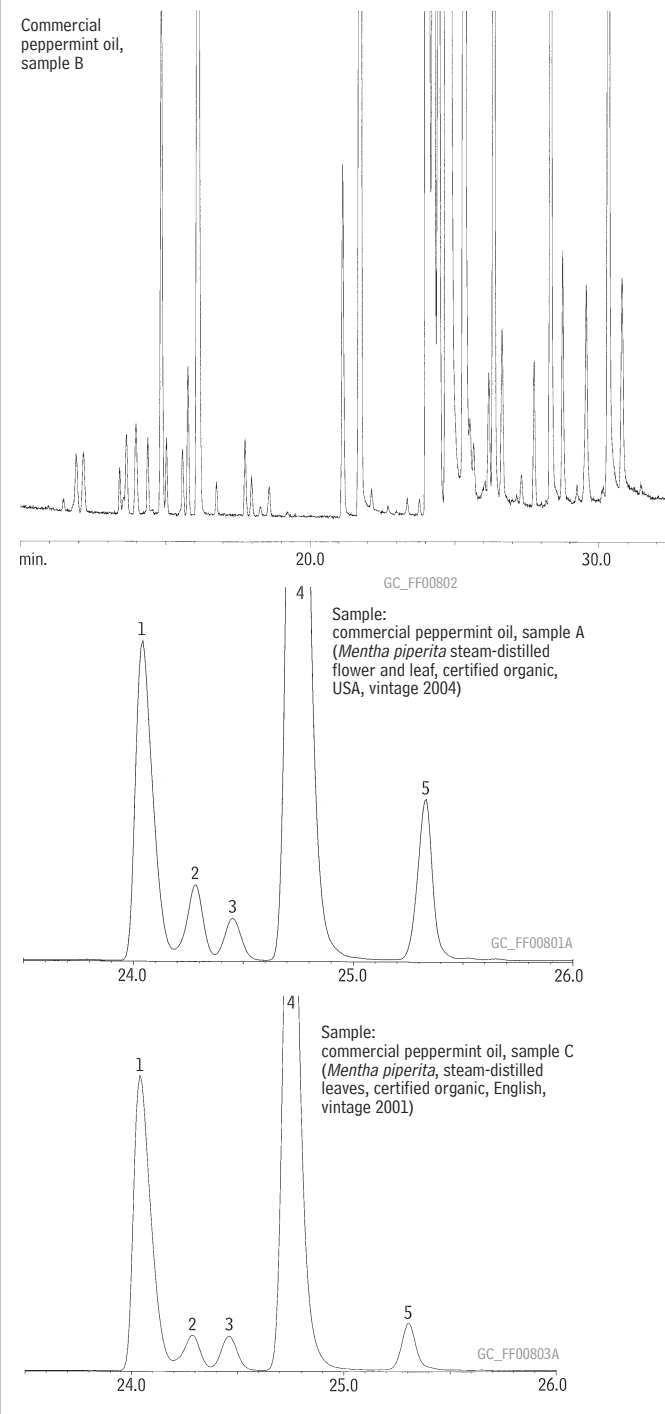 Commercial
peppermint oil,
sample B
min.
20.0
30.0
GC_FF00802
4
Sample:
commercial peppermint oil, sample A
(Mentha piperita steam-distilled
flower and leaf, certified organic,
USA, vintage 2004)
1
5
2
3
GC_FF00801A
24.0
25.0
26.0
4
Sample:
commercial peppermint oil, sample C
(Mentha piperita, steam-distilled
leaves, certified organic, English,
vintage 2001)
1
2
3
5
GC_FF00803A
24.0
25.0
26.0